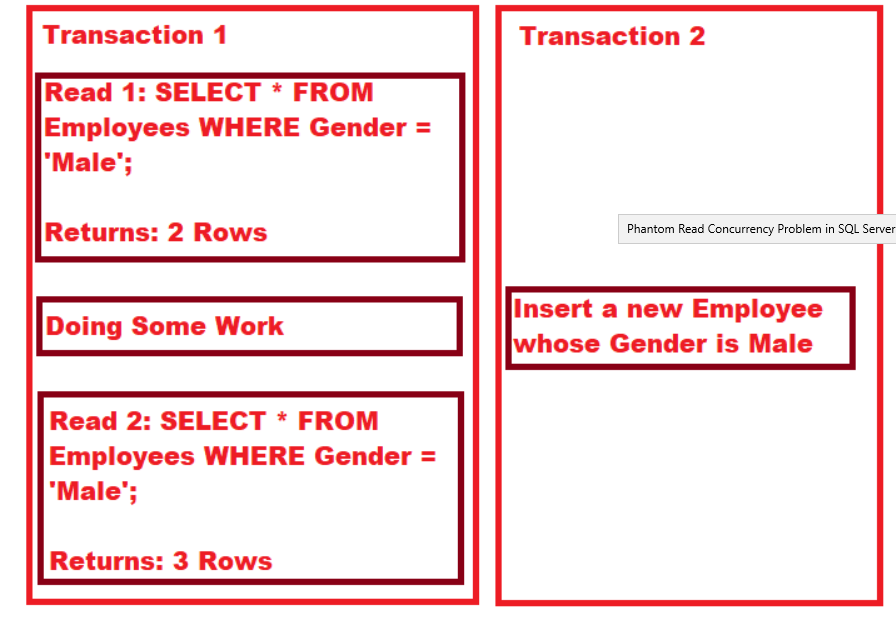 Transaction 1
Read 1: SELECT * FROM
Employees WHERE Gender =
'Male';
Returns: 2 Rows
Doing Some Work
Read 2: SELECT * FROM
Employees WHERE Gender =
'Male';
Returns: 3 Rows
Transaction 2
Phantom Read Concurrency Problem in SQL Server
Insert a new Employee
whose Gender is Male